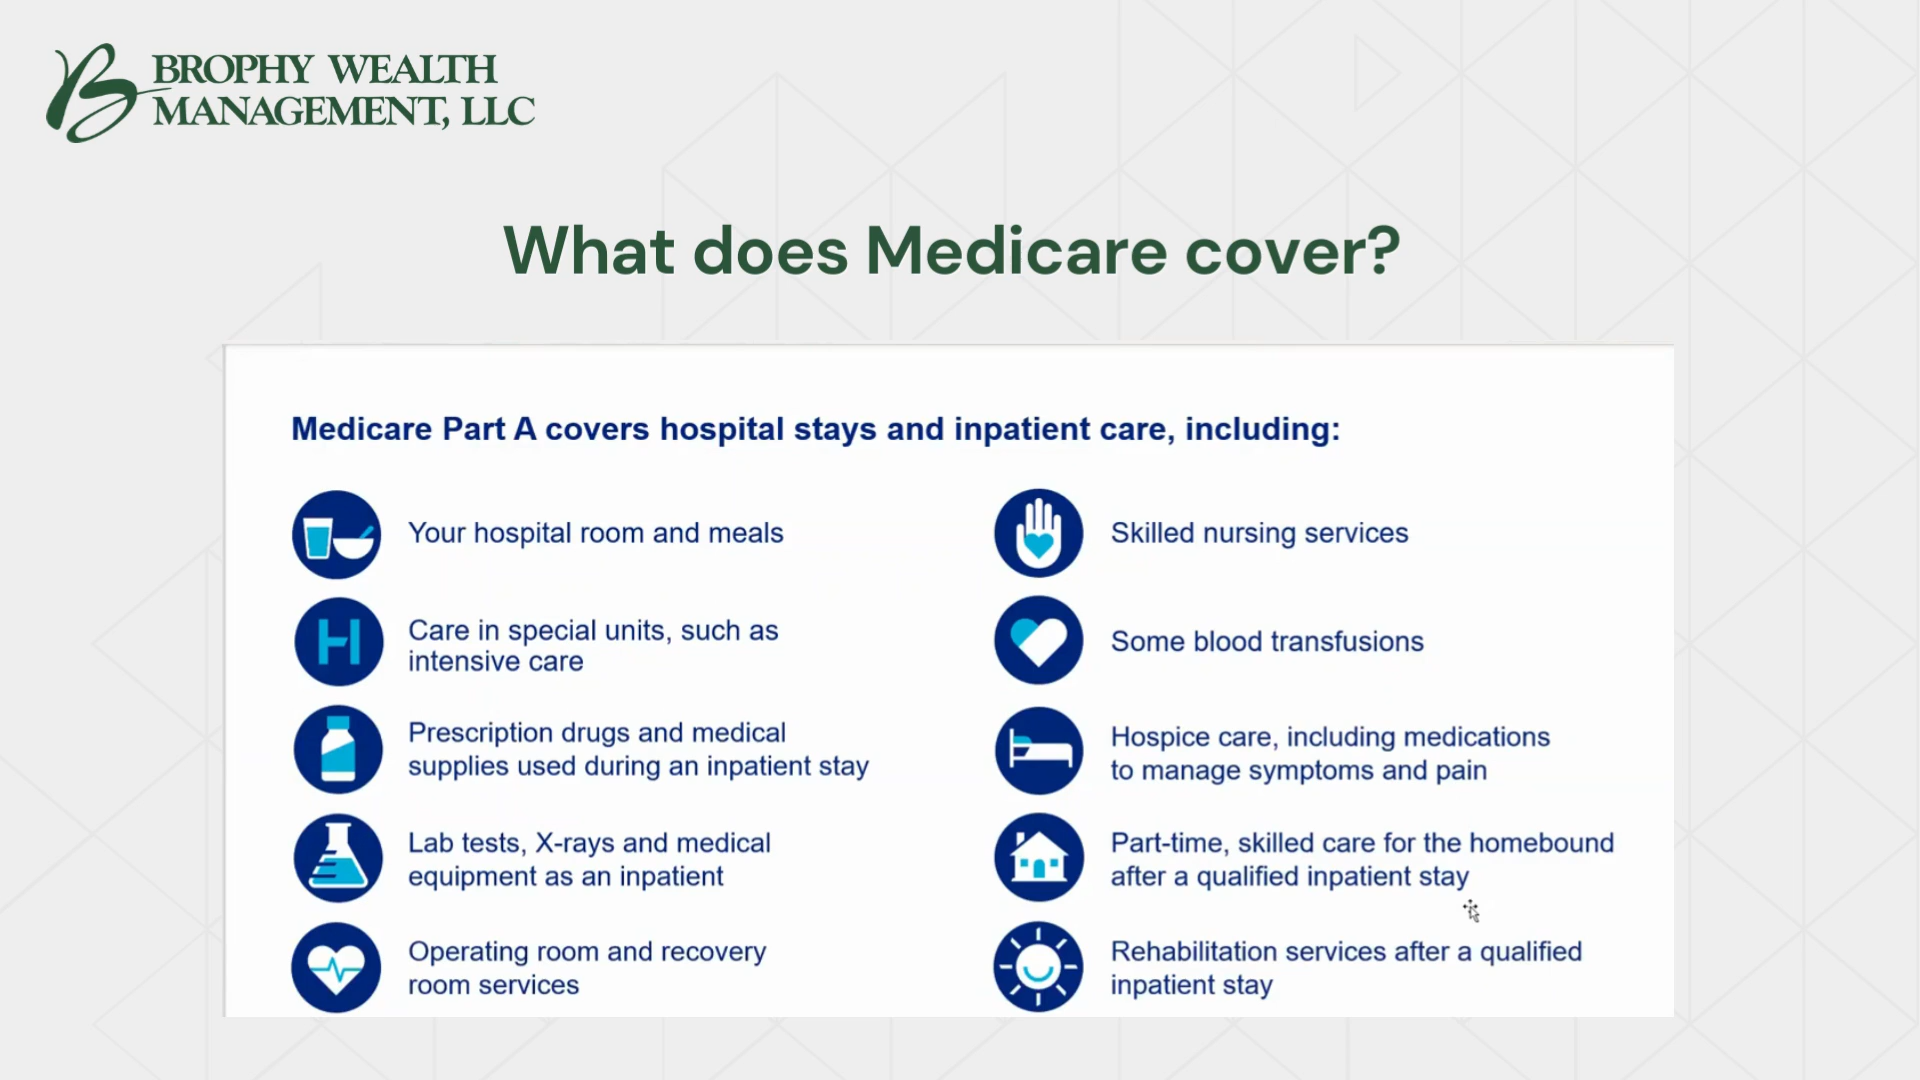 BROPHY WEALTH
MANAGEMENT, LLC
What does Medicare cover?
Medicare Part A covers hospital stays and inpatient care, including:
Your hospital room and meals
Care in special units, such as
intensive care
Prescription drugs and medical
supplies used during an inpatient stay
Lab tests, X-rays and medical
equipment as an inpatient
Operating room and recovery
room services
Skilled nursing services
Some blood transfusions
Hospice care, including medications
to manage symptoms and pain
Part-time, skilled care for the homebound
after a qualified inpatient stay
Rehabilitation services after a qualified
inpatient stay